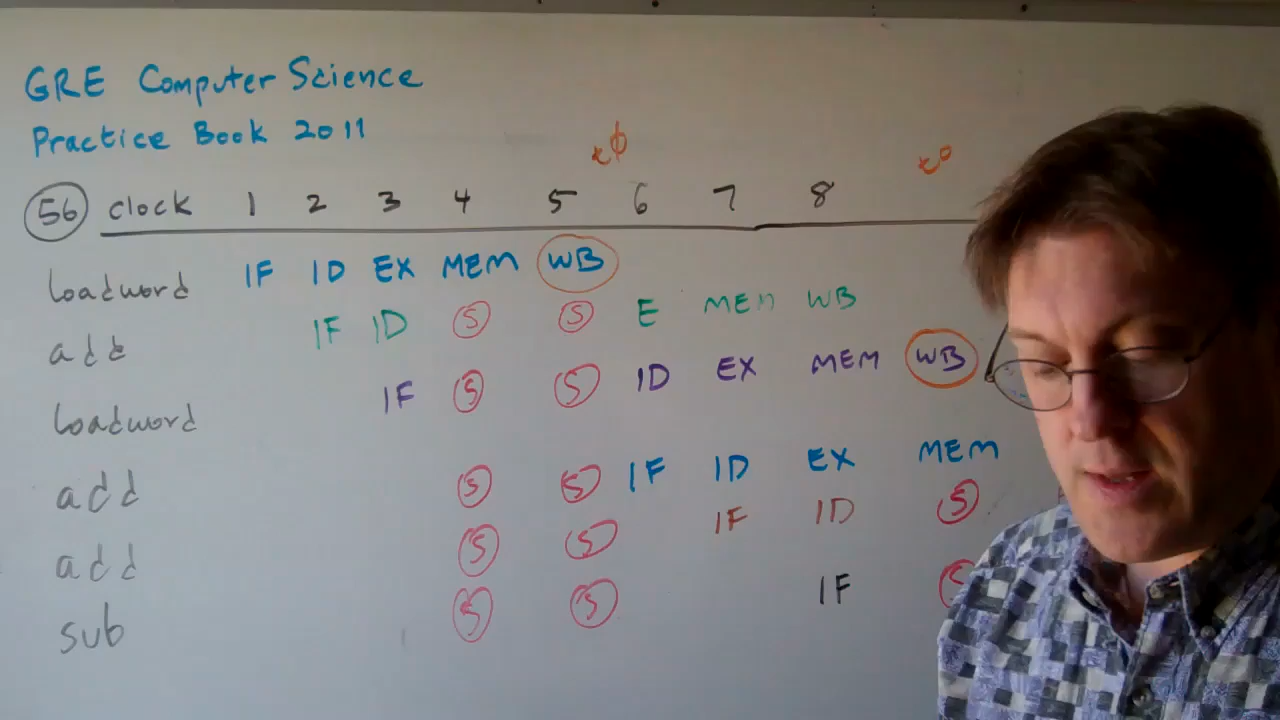 GRE Computer Science
Practice Book 2011
t0 t0
56 clock 1 2 3 4 5 6 7 8
loadword IF ID EX MEM WB
add IF ID S S E MEM WB
loadword IF S S ID EX MEM WB
add S S IF ID EX MEM
add S S IF ID S
sub S S IF S